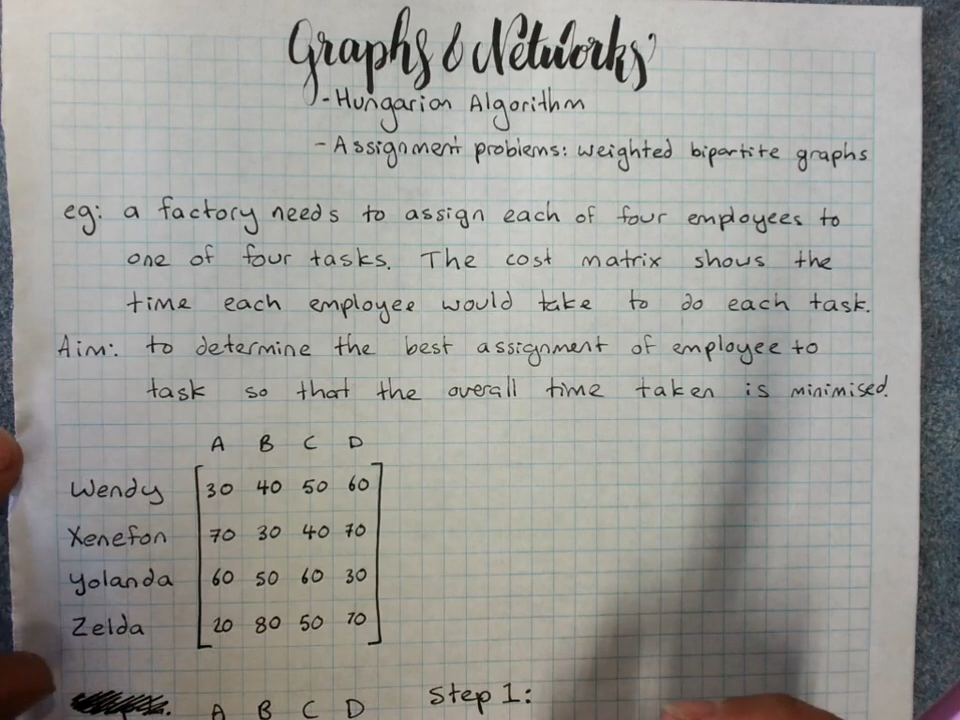 Graphs & Networks
- Hungarian Algorithm
- Assignment problems: weighted bipartite graphs
eg: a factory needs to assign each of four employees to
one of four tasks. The cost matrix shows the
time each employee would take to do each task.
Aim: to determine the best assignment of employee to
task so that the overall time taken is minimised.
A B C D
Wendy 30 40 50 60
Xenefon 70 30 40 70
Yolanda 60 50 60 30
Zelda 20 80 50 70
A B C D Step 1: